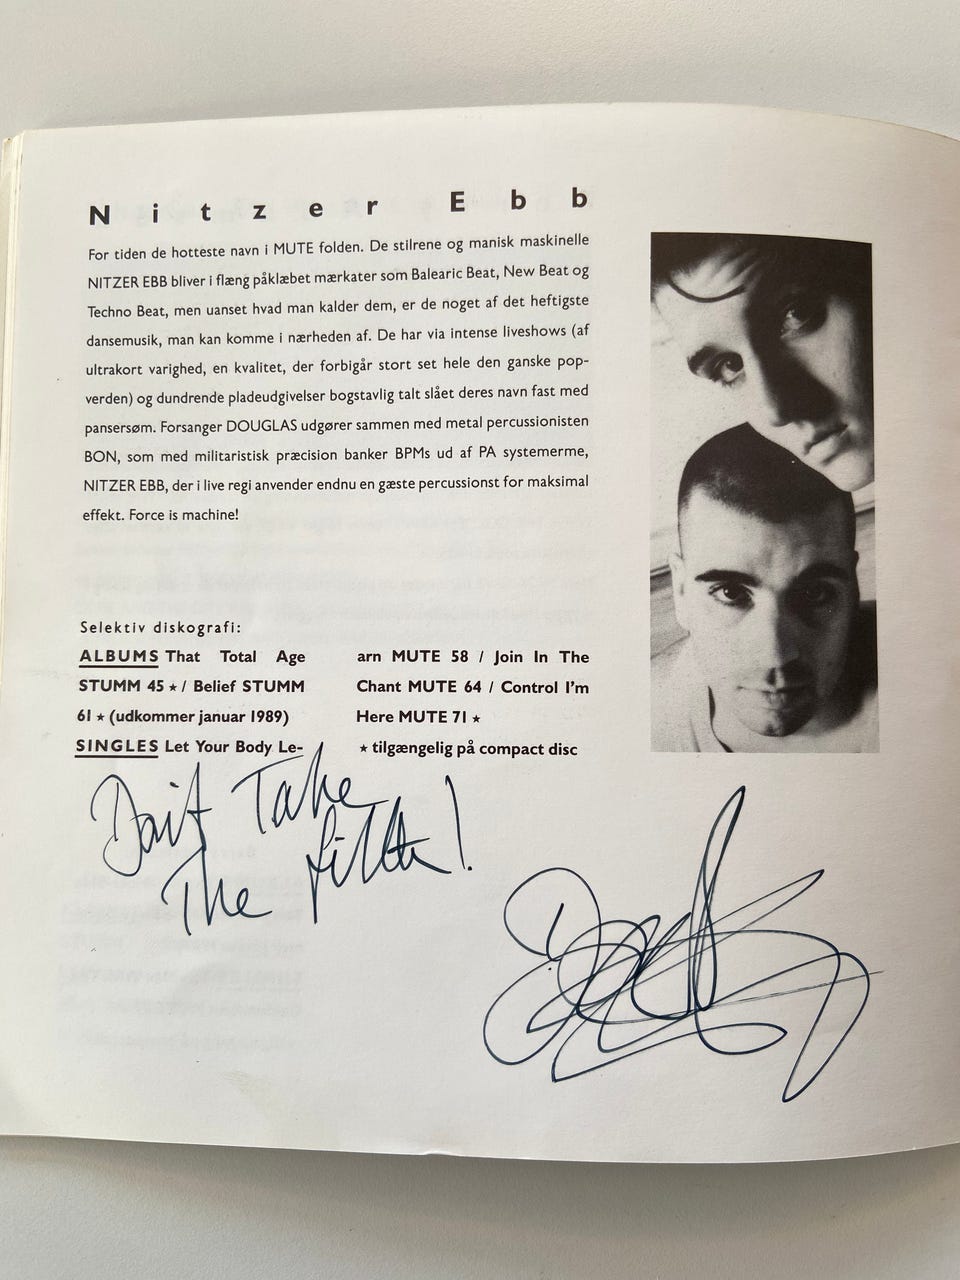 Nitzer Ebb
For tiden de hotteste navn i MUTE folden. De stilrene og manisk maskinelle
NITZER EBB bliver i flæng påklæbet mærkater som Balearic Beat, New Beat og
Techno Beat, men uanset hvad man kalder dem, er de noget af det heftigste
dansemusik, man kan komme i nærheden af. De har via intense liveshows (af
ultrakort varighed, en kvalitet, der forbigår stort set hele den ganske pop-
verden) og dundrende pladeudgivelser bogstavlig talt slået deres navn fast med
pansersøm. Forsanger DOUGLAS udgører sammen med metal percussionisten
BON, som med militaristisk præcision banker BPMs ud af PA systemerme,
NITZER EBB, der i live regi anvender endnu en gæste percussionst for maksimal
effekt. Force is machine!
Selektiv diskografi:
ALBUMS That Total Age
STUMM 45 ★ / Belief STUMM
61 ★ (udkommer januar 1989)
SINGLES Let Your Body Le-
arn MUTE 58 / Join In The
Chant MUTE 64 / Control I'm
Here MUTE 71 ★
★ tilgængelig på compact disc
Don't Take
The filth!